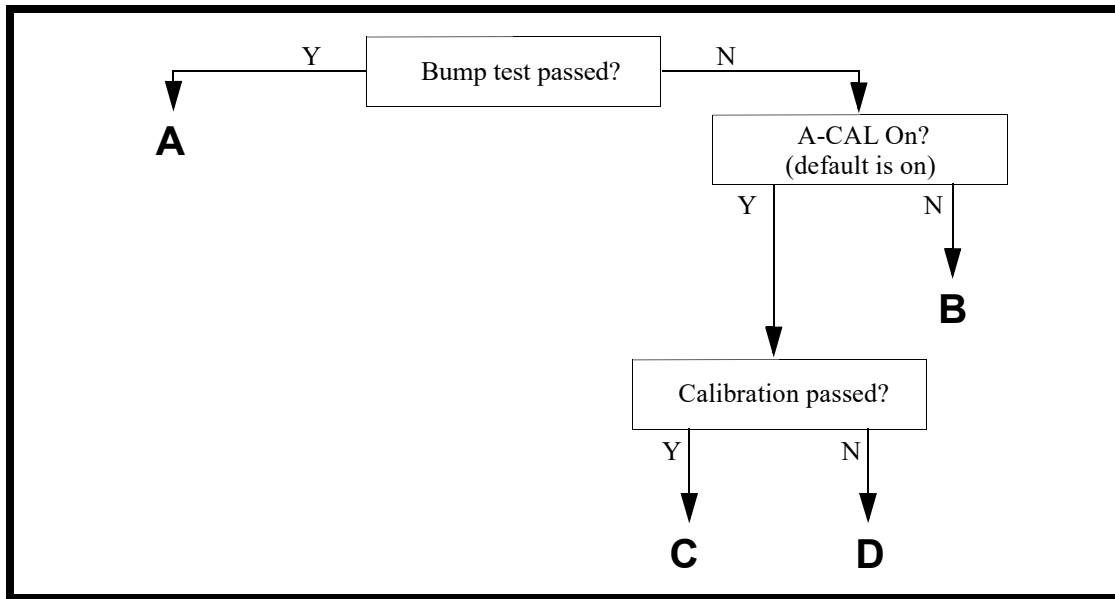 Y
Bump test passed?
N
A
A-CAL On?
(default is on)
Y
N
B
Calibration passed?
Y
N
C
D